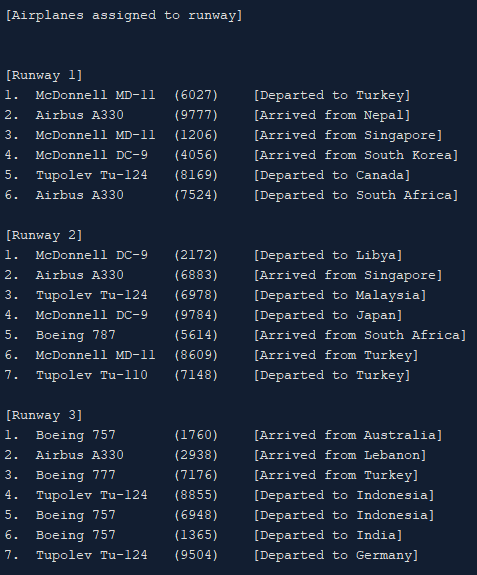 [Airplanes assigned to runway]
[Runway 1]
1. McDonnell MD-11 (6027) [Departed to Turkey]
2. Airbus A330 (9777) [Arrived from Nepal]
3. McDonnell MD-11 (1206) [Arrived from Singapore]
4. McDonnell DC-9 (4056) [Arrived from South Korea]
5. Tupolev Tu-124 (8169) [Departed to Canada]
6. Airbus A330 (7524) [Departed to South Africa]
[Runway 2]
1. McDonnell DC-9 (2172) [Departed to Libya]
2. Airbus A330 (6883) [Arrived from Singapore]
3. Tupolev Tu-124 (6978) [Departed to Malaysia]
4. McDonnell DC-9 (9784) [Departed to Japan]
5. Boeing 787 (5614) [Arrived from South Africa]
6. McDonnell MD-11 (8609) [Arrived from Turkey]
7. Tupolev Tu-110 (7148) [Departed to Turkey]
[Runway 3]
1. Boeing 757 (1760) [Arrived from Australia]
2. Airbus A330 (2938) [Arrived from Lebanon]
3. Boeing 777 (7176) [Arrived from Turkey]
4. Tupolev Tu-124 (8855) [Departed to Indonesia]
5. Boeing 757 (6948) [Departed to Indonesia]
6. Boeing 757 (1365) [Departed to India]
7. Tupolev Tu-124 (9504) [Departed to Germany]